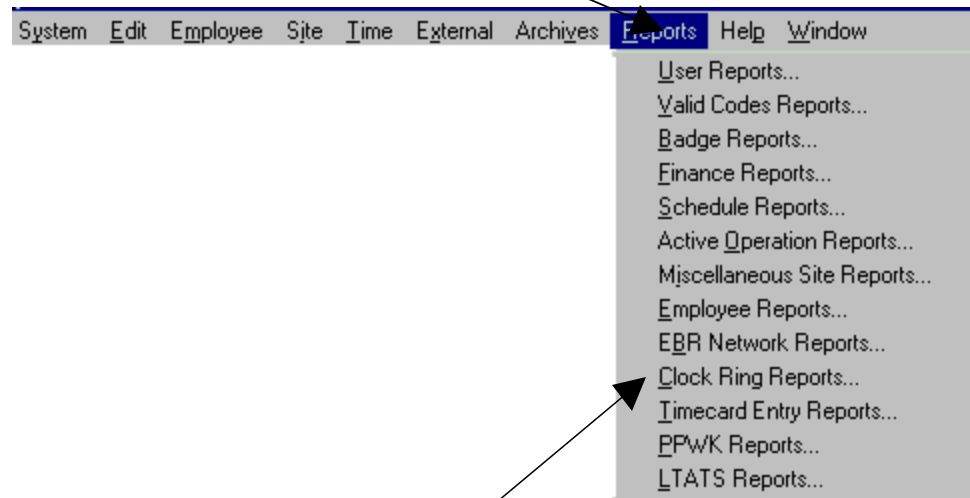 System Edit Employee Site Time External Archives Reports Help Window
User Reports...
Valid Codes Reports...
Badge Reports...
Finance Reports...
Schedule Reports...
Active Operation Reports...
Miscellaneous Site Reports...
Employee Reports...
EBR Network Reports...
Clock Ring Reports...
Timecard Entry Reports...
PPWK Reports...
LTATS Reports...